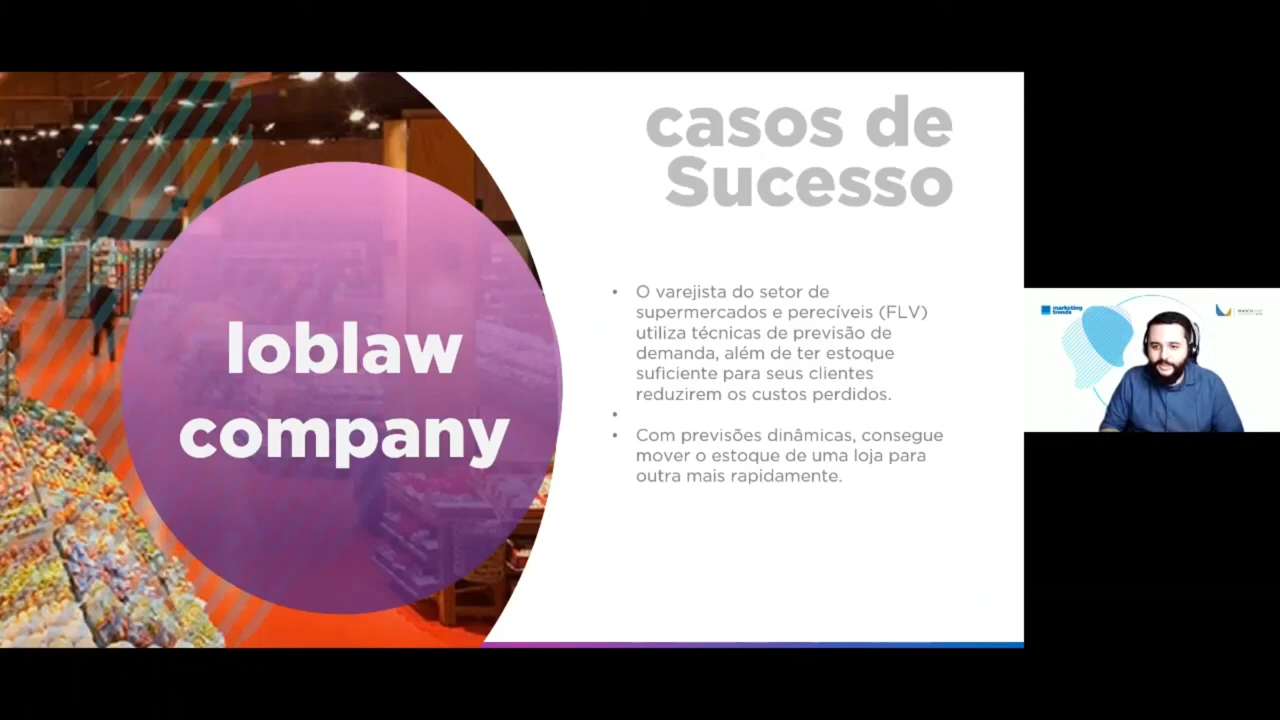 loblaw
company
casos de
Sucesso
• O varejista do setor de
supermercados e perecíveis (FLV)
utiliza técnicas de previsão de
demanda, além de ter estoque
suficiente para seus clientes
reduzirem os custos perdidos.
•
• Com previsões dinâmicas, consegue
mover o estoque de uma loja para
outra mais rapidamente.
marketing
trends